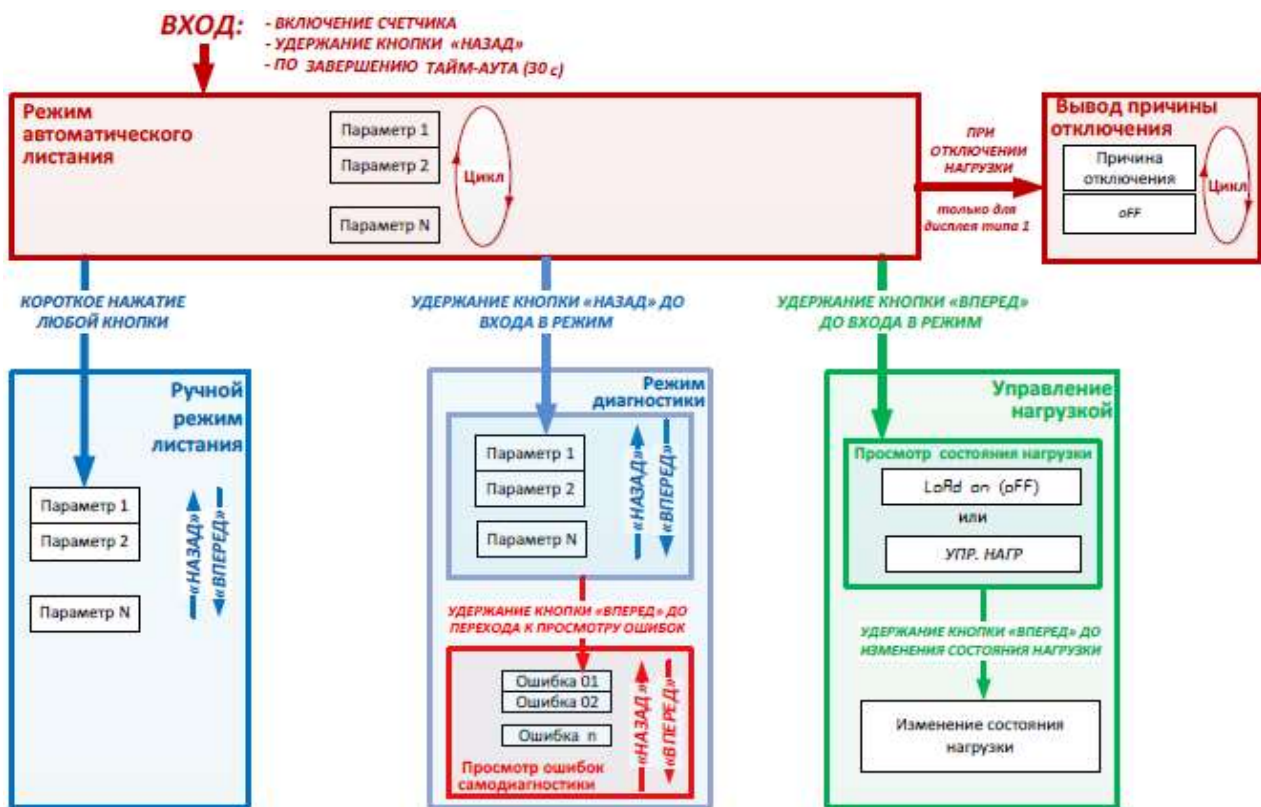 ВХОД:
- ВКЛЮЧЕНИЕ СЧЕТЧИКА
- УДЕРЖАНИЕ КНОПКИ «НАЗАД»
- ПО ЗАВЕРШЕНИЮ ТАЙМ-АУТА (30 с)
Режим
автоматического
листания
Параметр 1
Параметр 2
Параметр N
Цикл
ПРИ
ОТКЛЮЧЕНИИ
НАГРУЗКИ
только для
дисплея типа 1
Вывод причины
отключения
Причина
отключения
oFF
Цикл
КОРОТКОЕ НАЖАТИЕ
ЛЮБОЙ КНОПКИ
УДЕРЖАНИЕ КНОПКИ «НАЗАД» ДО
ВХОДА В РЕЖИМ
УДЕРЖАНИЕ КНОПКИ «ВПЕРЕД»
ДО ВХОДА В РЕЖИМ
Ручной
режим
листания
Параметр 1
Параметр 2
Параметр N
«НАЗАД»
«ВПЕРЕД»
Режим
диагностики
Параметр 1
Параметр 2
Параметр N
«НАЗАД»
«ВПЕРЕД»
УДЕРЖАНИЕ КНОПКИ «ВПЕРЕД» ДО
ПЕРЕХОДА К ПРОСМОТРУ ОШИБОК
Ошибка 01
Ошибка 02
Ошибка n
«НАЗАД»
«ВПЕРЕД»
Просмотр ошибок
самодиагностики
Управление
нагрузкой
Просмотр состояния нагрузки
LoAd on (oFF)
или
УПР. НАГР
УДЕРЖАНИЕ КНОПКИ «ВПЕРЕД» ДО
ИЗМЕНЕНИЯ СОСТОЯНИЯ НАГРУЗКИ
Изменение состояния
нагрузки